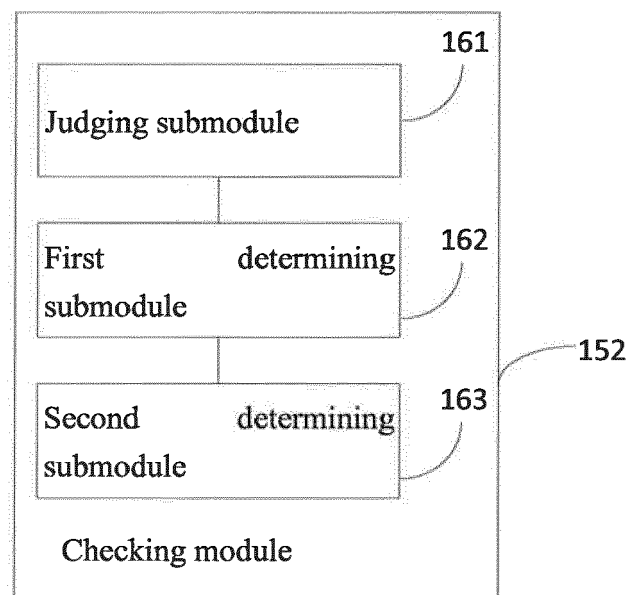 161
Judging submodule
162
First determining
submodule
152
163
Second determining
submodule
Checking module